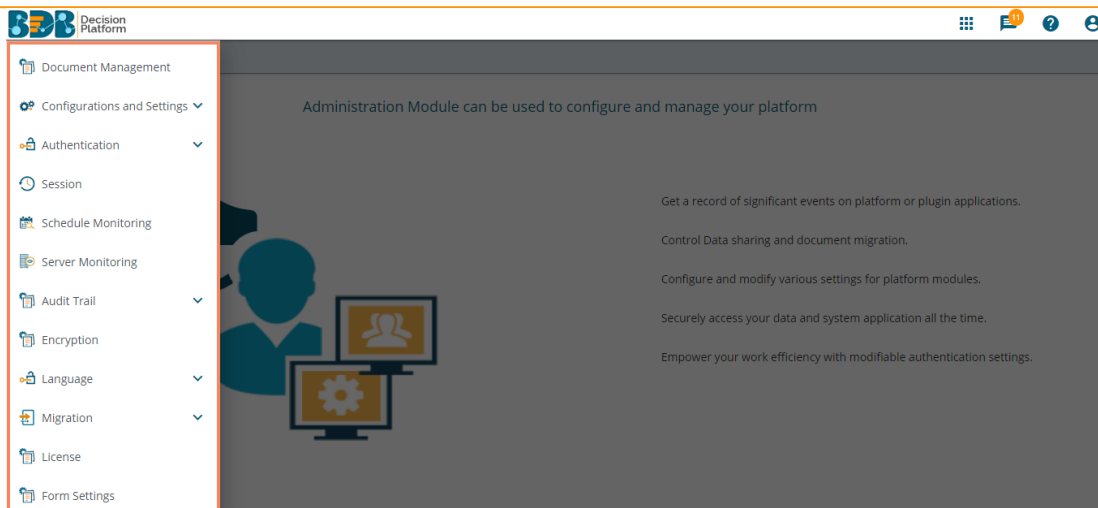 BDB Decision
Platform
11
Document Management
Configurations and Settings
Authentication
Session
Schedule Monitoring
Server Monitoring
Audit Trail
Encryption
Language
Migration
License
Form Settings
Administration Module can be used to configure and manage your platform
Get a record of significant events on platform or plugin applications.
Control Data sharing and document migration.
Configure and modify various settings for platform modules.
Securely access your data and system application all the time.
Empower your work efficiency with modifiable authentication settings.